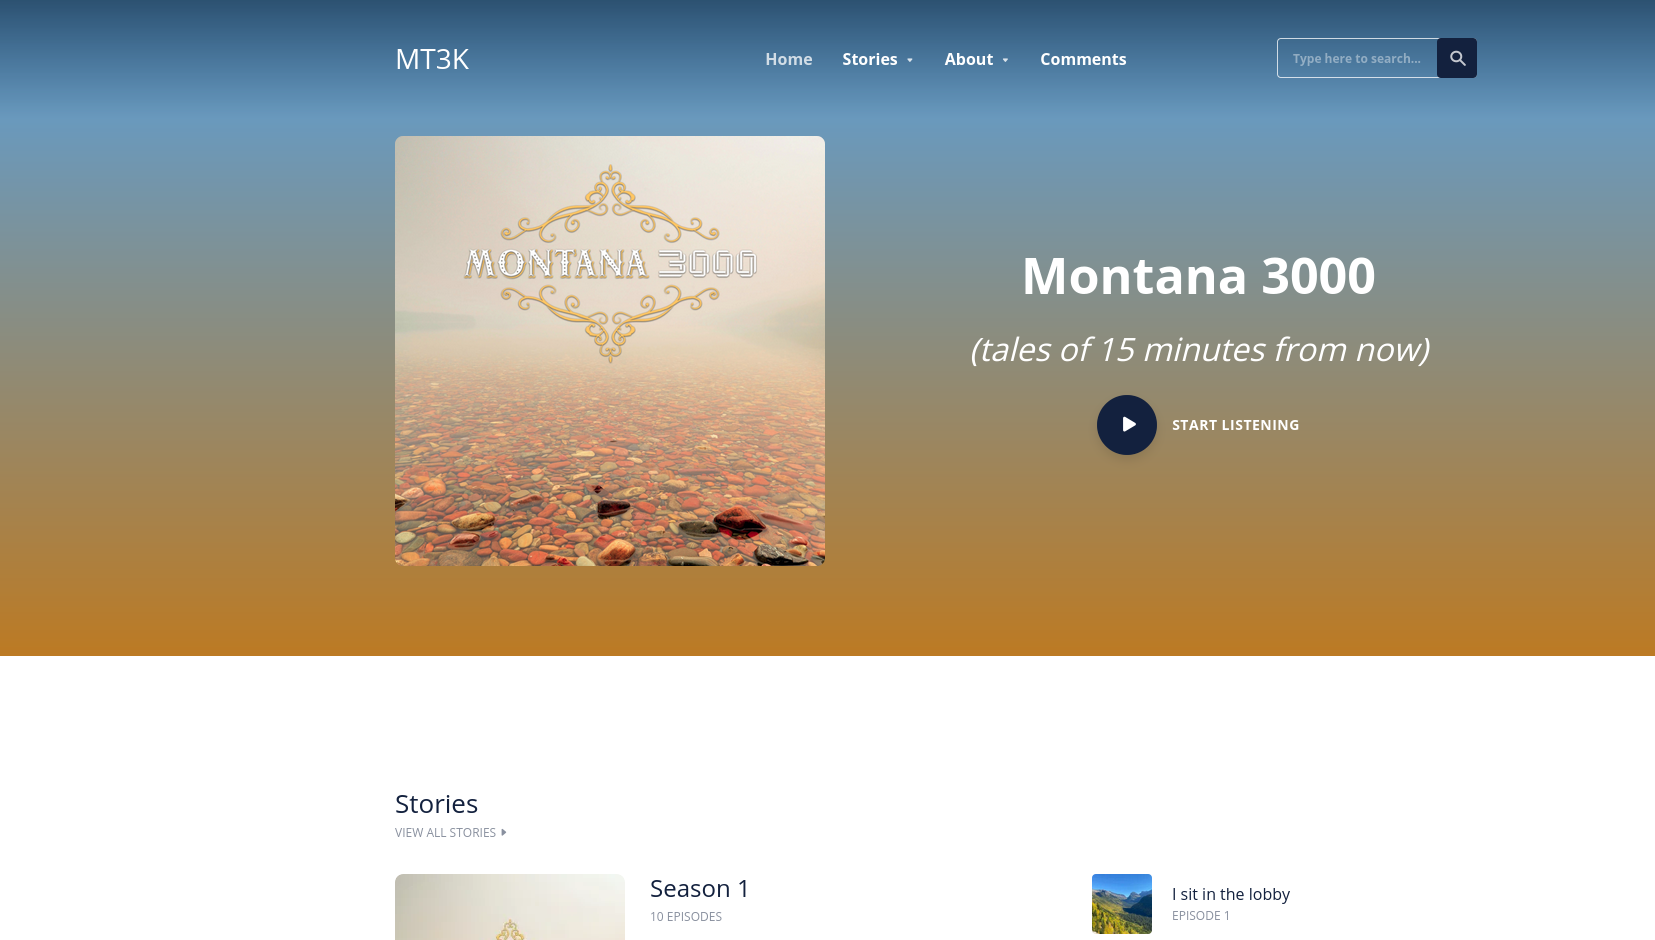 MT3K
Home
Stories
About
Comments
Type here to search...
MONTANA 3000
Montana 3000
(tales of 15 minutes from now)
START LISTENING
Stories
VIEW ALL STORIES
Season 1
10 EPISODES
I sit in the lobby
EPISODE 1